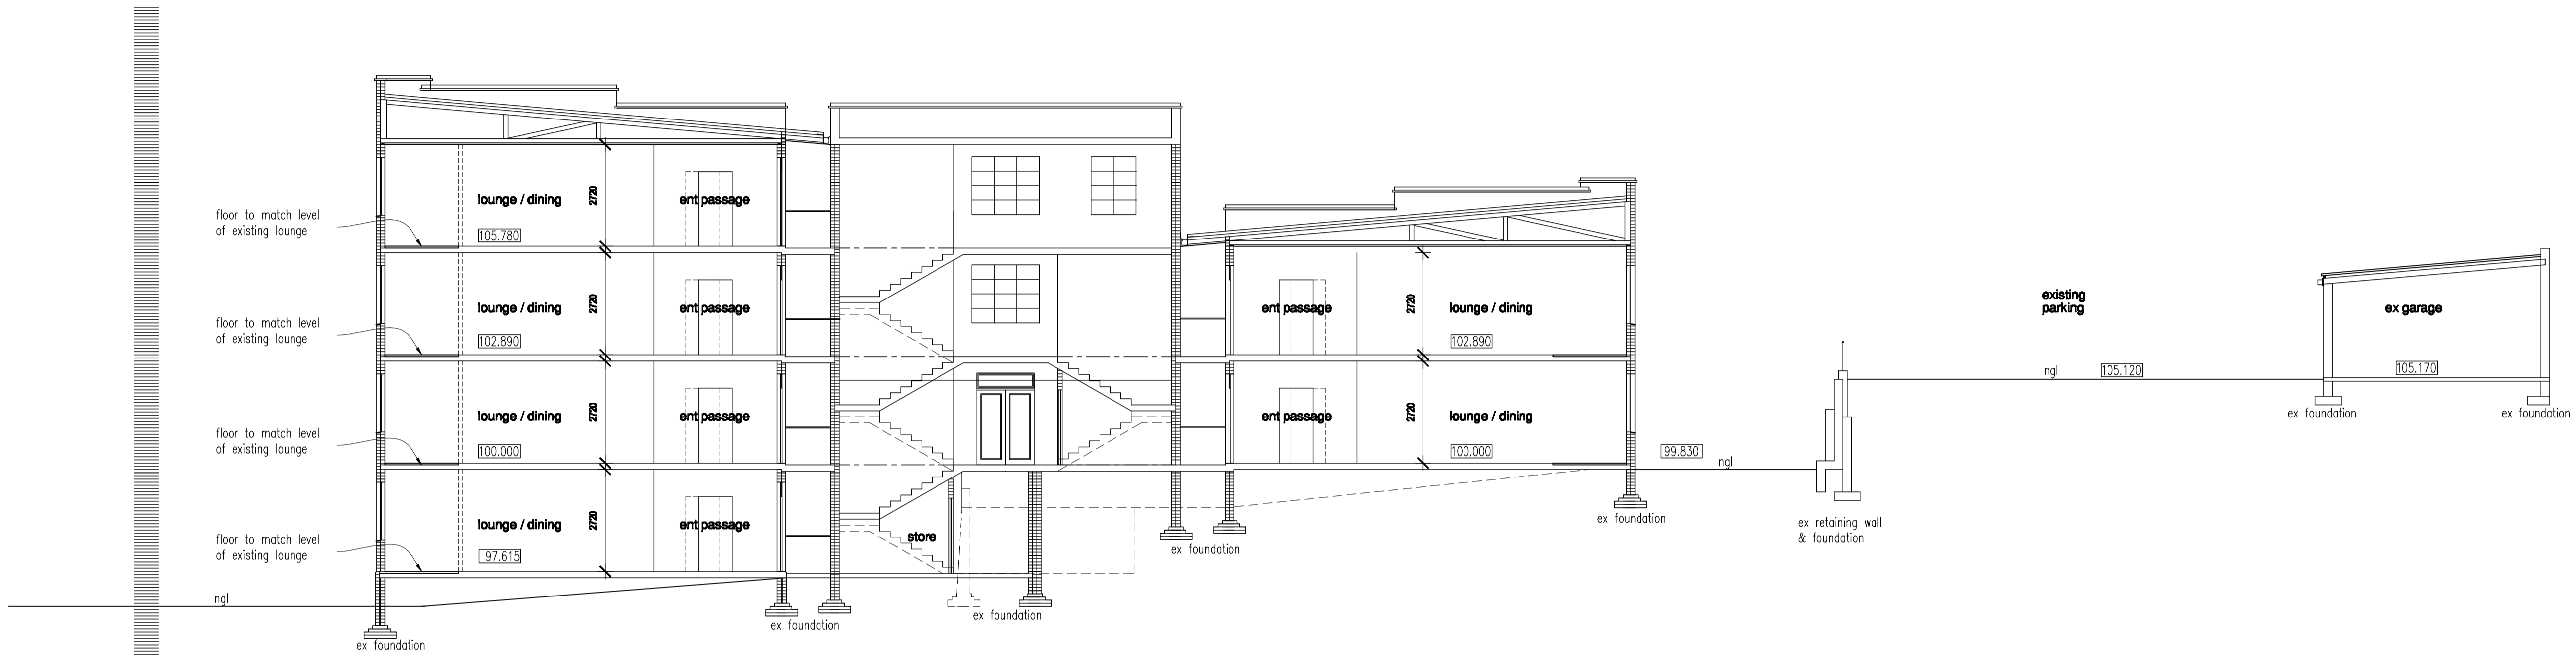 floor to match level
of existing lounge
lounge / dining
2720
ent passage
105.780
floor to match level
of existing lounge
lounge / dining
2720
ent passage
102.890
ent passage
2720
lounge / dining
102.890
existing
parking
ex garage
ngl
105.120
105.170
ex foundation
ex foundation
floor to match level
of existing lounge
lounge / dining
2720
ent passage
100.000
ent passage
2720
lounge / dining
100.000
99.830
ngl
floor to match level
of existing lounge
lounge / dining
2720
ent passage
97.615
store
ex foundation
ex foundation
ex retaining wall
& foundation
ngl
ex foundation
ex foundation
ex foundation